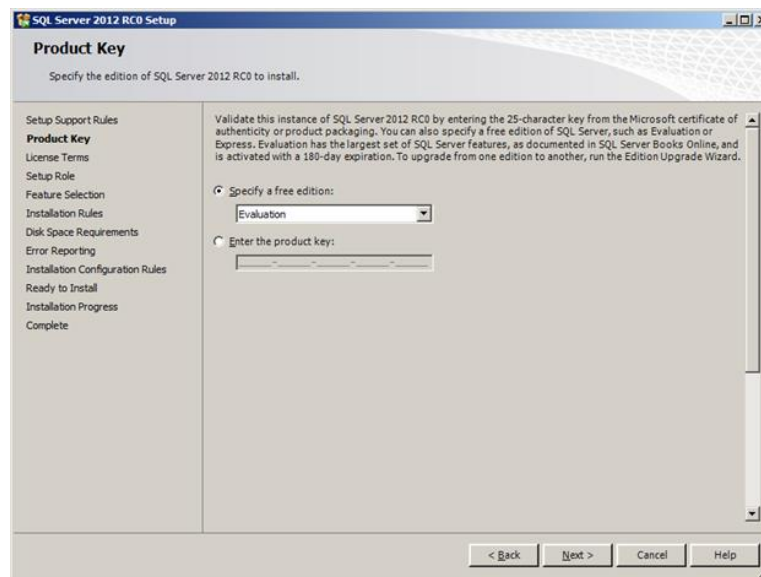 SQL Server 2012 RC0 Setup
Product Key
Specify the edition of SQL Server 2012 RC0 to install.
Setup Support Rules
Product Key
License Terms
Setup Role
Feature Selection
Installation Rules
Disk Space Requirements
Error Reporting
Installation Configuration Rules
Ready to Install
Installation Progress
Complete
Validate this instance of SQL Server 2012 RC0 by entering the 25-character key from the Microsoft certificate of
authenticity or product packaging. You can also specify a free edition of SQL Server, such as Evaluation or
Express. Evaluation has the largest set of SQL Server features, as documented in SQL Server Books Online, and
is activated with a 180-day expiration. To upgrade from one edition to another, run the Edition Upgrade Wizard.
Specify a free edition:
Evaluation
Enter the product key:
_____-_____-_____-_____-_____
< Back
Next >
Cancel
Help